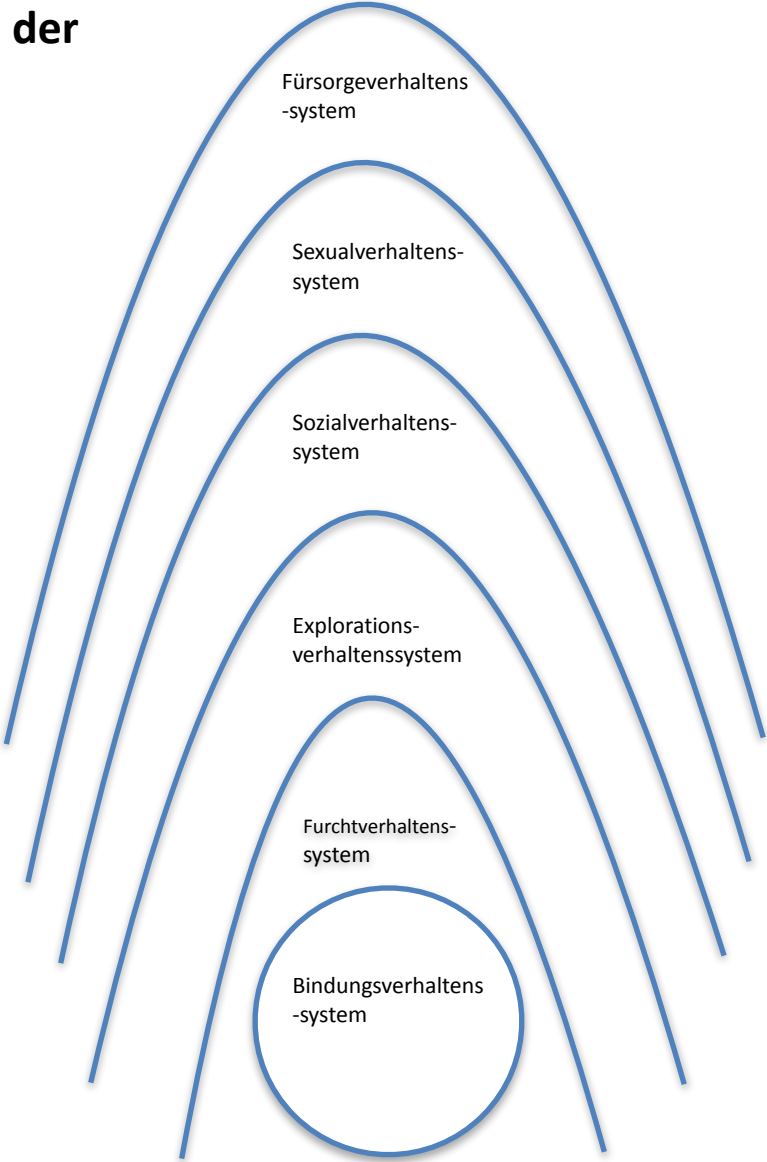 der
Fürsorgeverhaltens
-system
Sexualverhaltens-
system
Sozialverhaltens-
system
Explorations-
verhaltenssystem
Furchtverhaltens-
system
Bindungsverhaltens
-system